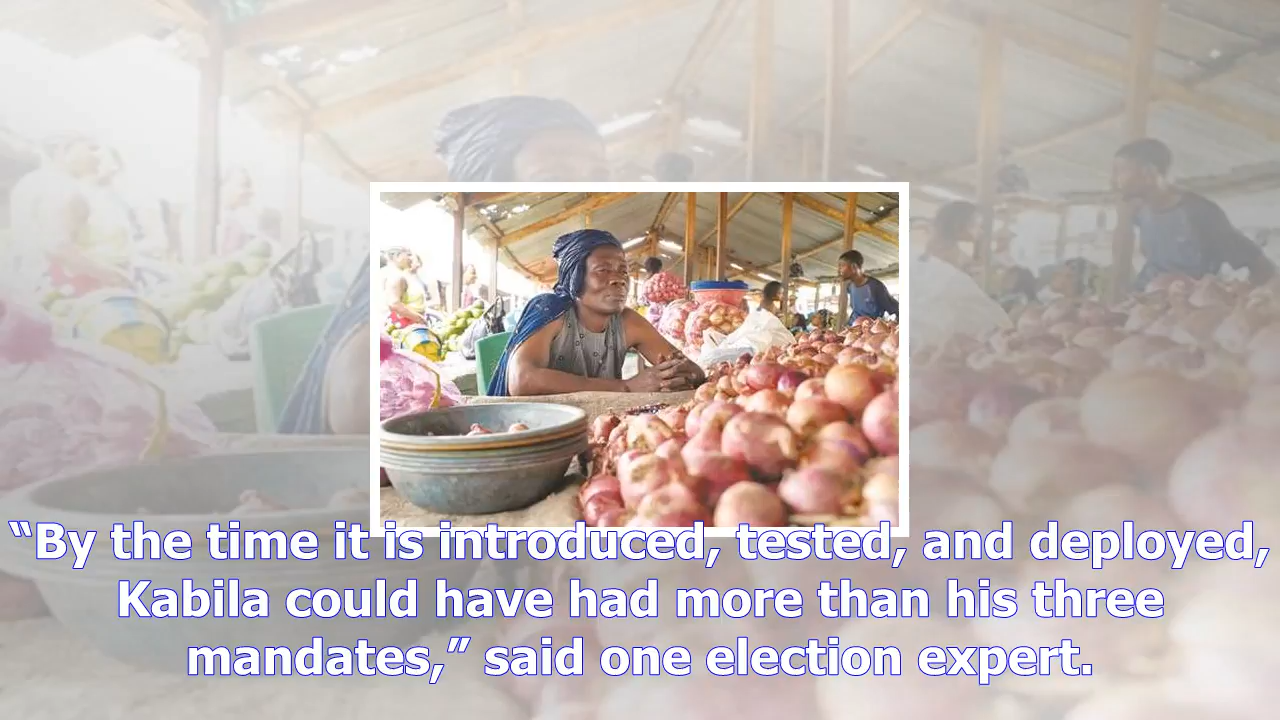 “By the time it is introduced, tested, and deployed,
Kabila could have had more than his three
mandates,” said one election expert.